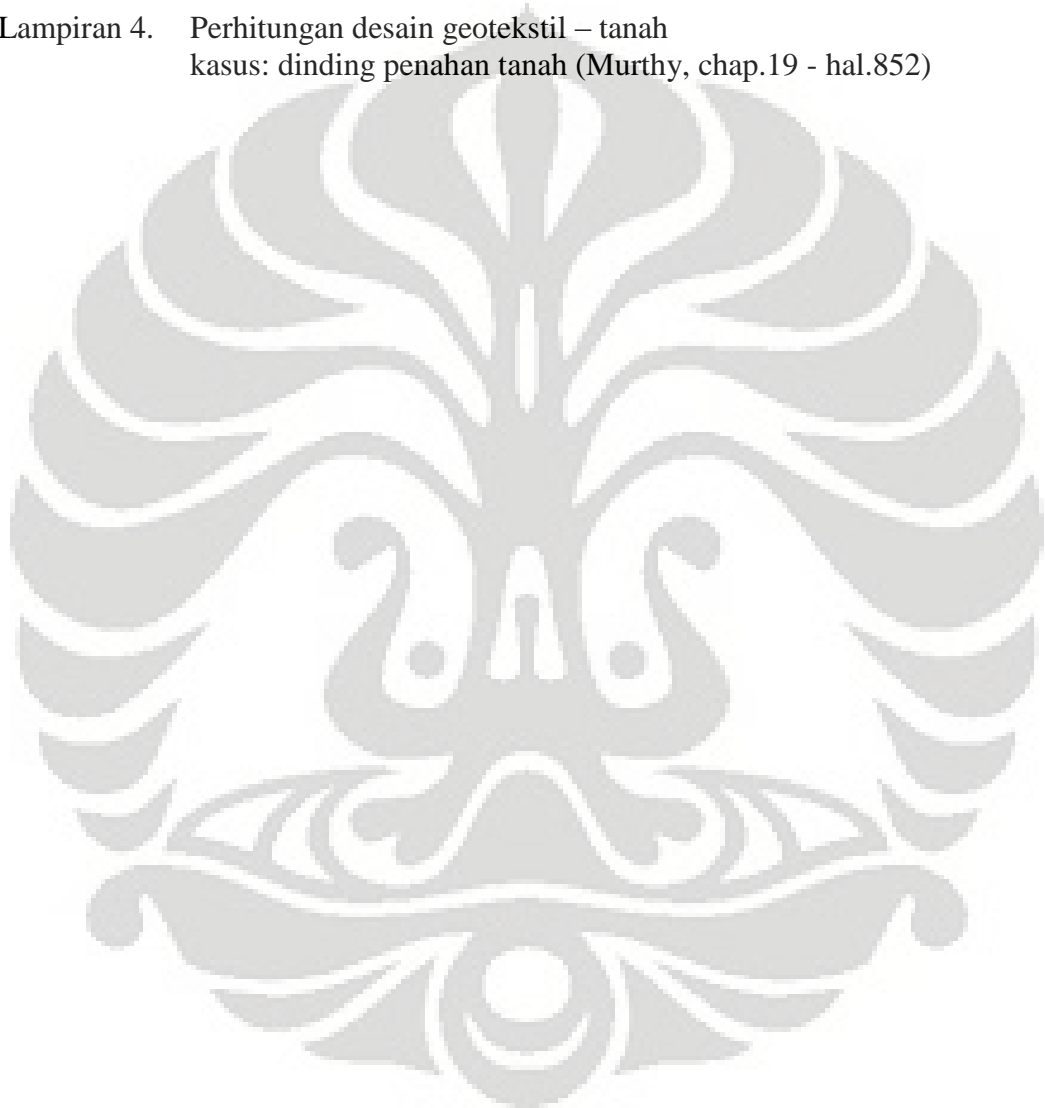 Lampiran 4. Perhitungan desain geotekstil – tanah
kasus: dinding penahan tanah (Murthy, chap.19 - hal.852)